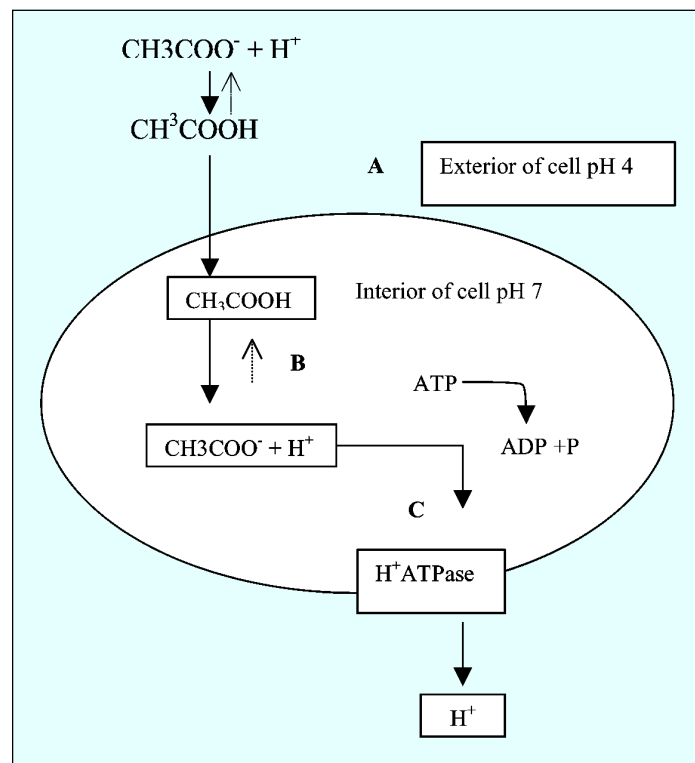 CH3COO⁻ + H⁺
CH³COOH
A
Exterior of cell pH 4
CH₃COOH
Interior of cell pH 7
B
ATP
CH3COO⁻ + H⁺
ADP +P
C
H⁺ATPase
H⁺